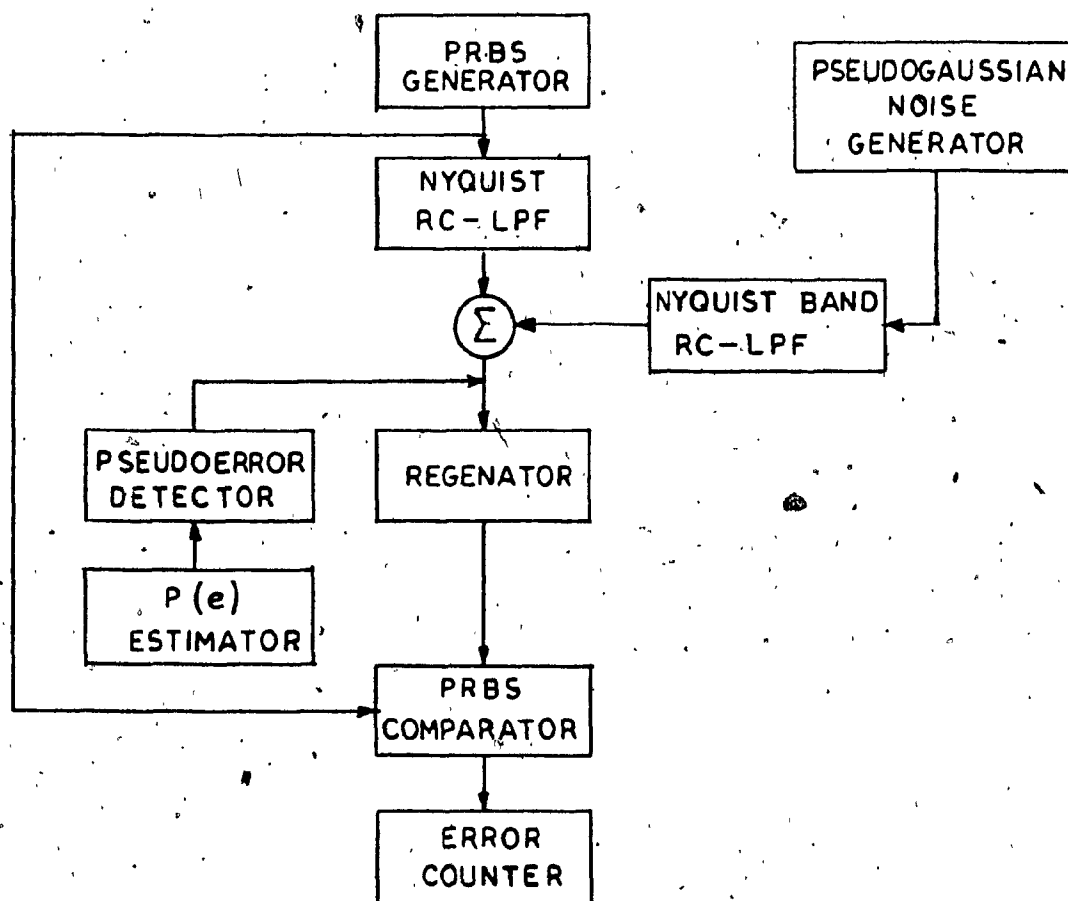 PRBS
GENERATOR
PSEUDOGAUSSIAN
NOISE
GENERATOR
NYQUIST
RC-LPF
Σ
NYQUIST BAND
RC-LPF
PSEUDOERROR
DETECTOR
REGENATOR
P(e)
ESTIMATOR
PRBS
COMPARATOR
ERROR
COUNTER